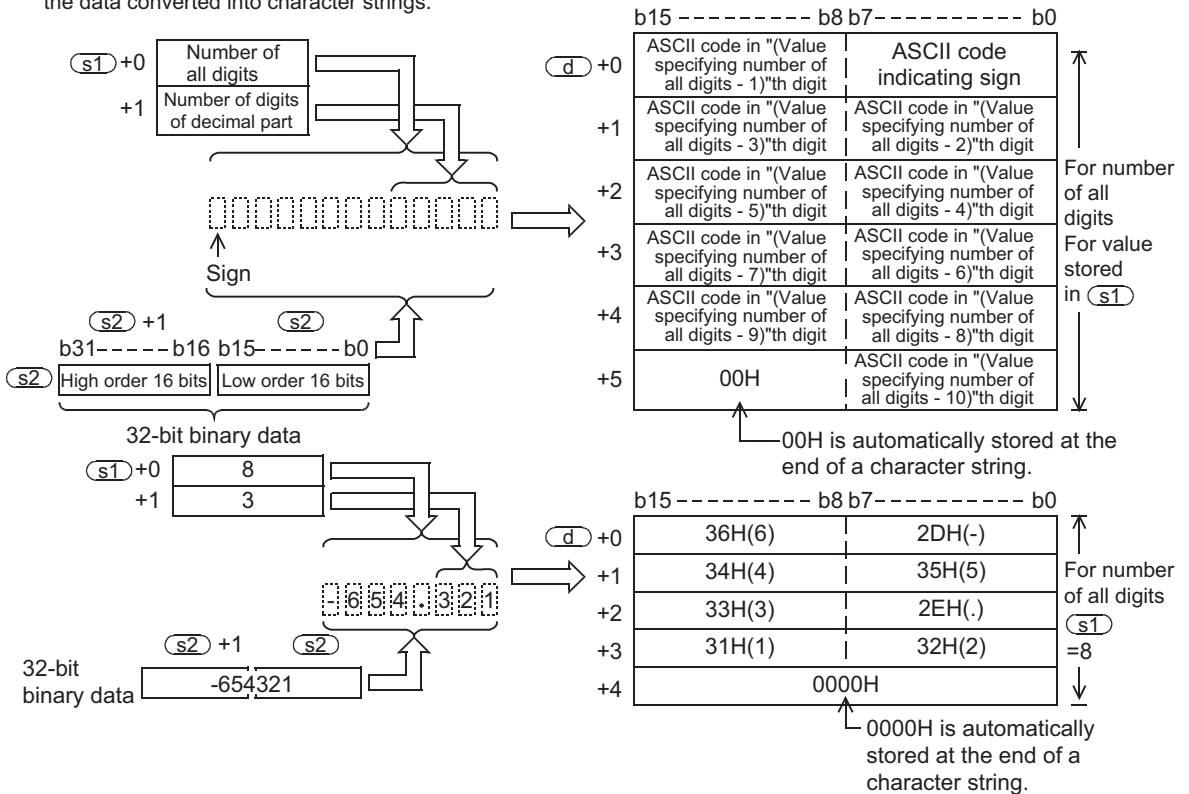 the data converted into character strings.
s1 +0 Number of all digits
+1 Number of digits of decimal part
Sign
s2 +1 s2
b31-----b16 b15-----b0
s2 High order 16 bits Low order 16 bits
32-bit binary data
b15 ---------- b8 b7---------- b0
d +0
ASCII code in "(Value
specifying number of
all digits - 1)"th digit
ASCII code
indicating sign
+1
ASCII code in "(Value
specifying number of
all digits - 3)"th digit
ASCII code in "(Value
specifying number of
all digits - 2)"th digit
+2
ASCII code in "(Value
specifying number of
all digits - 5)"th digit
ASCII code in "(Value
specifying number of
all digits - 4)"th digit
+3
ASCII code in "(Value
specifying number of
all digits - 7)"th digit
ASCII code in "(Value
specifying number of
all digits - 6)"th digit
+4
ASCII code in "(Value
specifying number of
all digits - 9)"th digit
ASCII code in "(Value
specifying number of
all digits - 8)"th digit
+5
00H
ASCII code in "(Value
specifying number of
all digits - 10)"th digit
For number
of all
digits
For value
stored
in s1
00H is automatically stored at the
end of a character string.
s1 +0 8
+1 3
-654.321
s2 +1 s2
32-bit
binary data
-654321
b15 ---------- b8 b7---------- b0
d +0 36H(6) 2DH(-)
+1 34H(4) 35H(5)
+2 33H(3) 2EH(.)
+3 31H(1) 32H(2)
+4 0000H
For number
of all digits
s1
=8
0000H is automatically
stored at the end of a
character string.